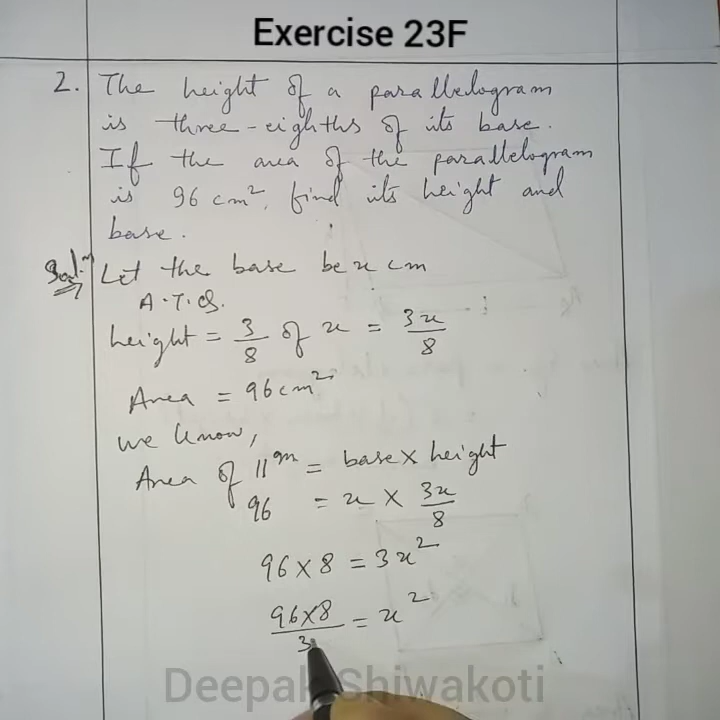 Exercise 23F
2. The height of a parallelogram
is three-eighths of its base.
If the area of the parallelogram
is 96 cm², find its height and
base.
Solⁿ Let the base be x cm
A.T.Q.
height = 3/8 of x = 3x/8
Area = 96cm²
we know,
Area of ||gm = base × height
96 = x × 3x/8
96 × 8 = 3x²
96×8/3 = x²
Deepak Shiwakoti